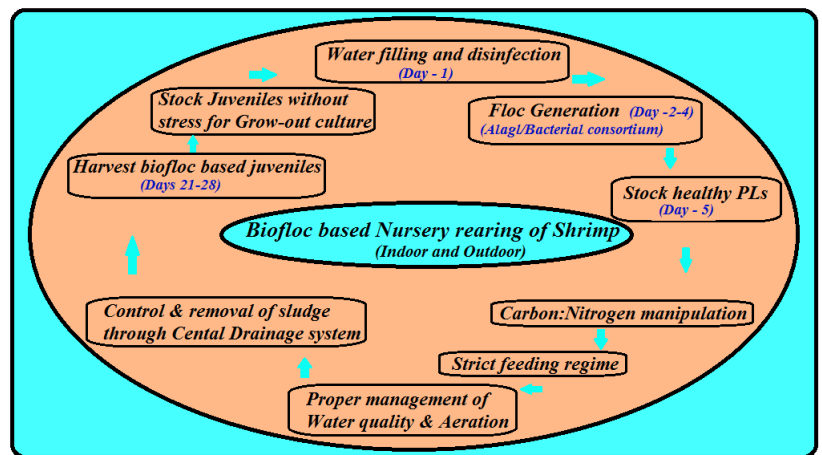 Water filling and disinfection
(Day - 1)
Floc Generation (Day -2-4)
(Alagl/Bacterial consortium)
Stock healthy PLs
(Day - 5)
Carbon:Nitrogen manipulation
Strict feeding regime
Proper management of
Water quality & Aeration
Control & removal of sludge
through Cental Drainage system
Harvest biofloc based juveniles
(Days 21-28)
Stock Juveniles without
stress for Grow-out culture
Biofloc based Nursery rearing of Shrimp
(Indoor and Outdoor)